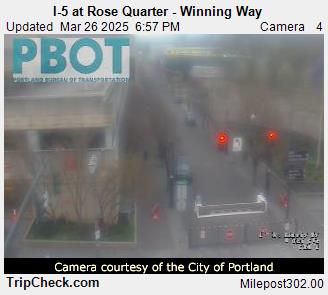 I-5 at Rose Quarter - Winning Way
Updated Mar 26 2025 6:57 PM Camera 4
PBOT
PORTLAND BUREAU OF TRANSPORTATION
Camera courtesy of the City of Portland
TripCheck.com Milepost302.00